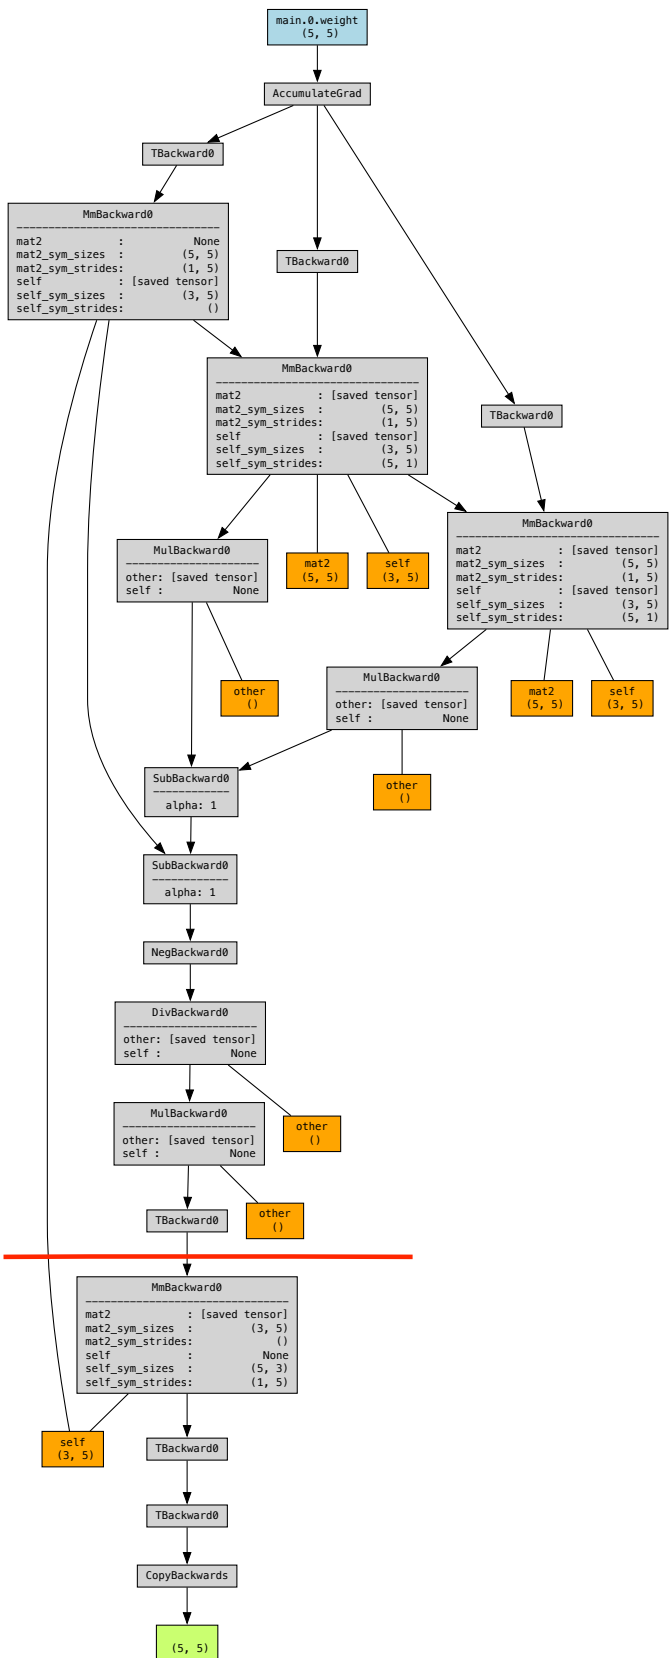 main.0.weight
(5, 5)
AccumulateGrad
TBackward0
MmBackward0
------------------------------
mat2 : None
mat2_sym_sizes : (5, 5)
mat2_sym_strides: (1, 5)
self : [saved tensor]
self_sym_sizes : (3, 5)
self_sym_strides: ()
TBackward0
MmBackward0
------------------------------
mat2 : [saved tensor]
mat2_sym_sizes : (5, 5)
mat2_sym_strides: (1, 5)
self : [saved tensor]
self_sym_sizes : (3, 5)
self_sym_strides: (5, 1)
TBackward0
MmBackward0
------------------------------
mat2 : [saved tensor]
mat2_sym_sizes : (5, 5)
mat2_sym_strides: (1, 5)
self : [saved tensor]
self_sym_sizes : (3, 5)
self_sym_strides: (5, 1)
MulBackward0
---------------------
other: [saved tensor]
self : None
mat2
(5, 5)
self
(3, 5)
other
()
MulBackward0
---------------------
other: [saved tensor]
self : None
mat2
(5, 5)
self
(3, 5)
SubBackward0
------------
alpha: 1
other
()
SubBackward0
------------
alpha: 1
NegBackward0
DivBackward0
---------------------
other: [saved tensor]
self : None
MulBackward0
---------------------
other: [saved tensor]
self : None
other
()
TBackward0
other
()
MmBackward0
------------------------------
mat2 : [saved tensor]
mat2_sym_sizes : (3, 5)
mat2_sym_strides: ()
self : None
self_sym_sizes : (5, 3)
self_sym_strides: (1, 5)
self
(3, 5)
TBackward0
TBackward0
CopyBackwards
(5, 5)